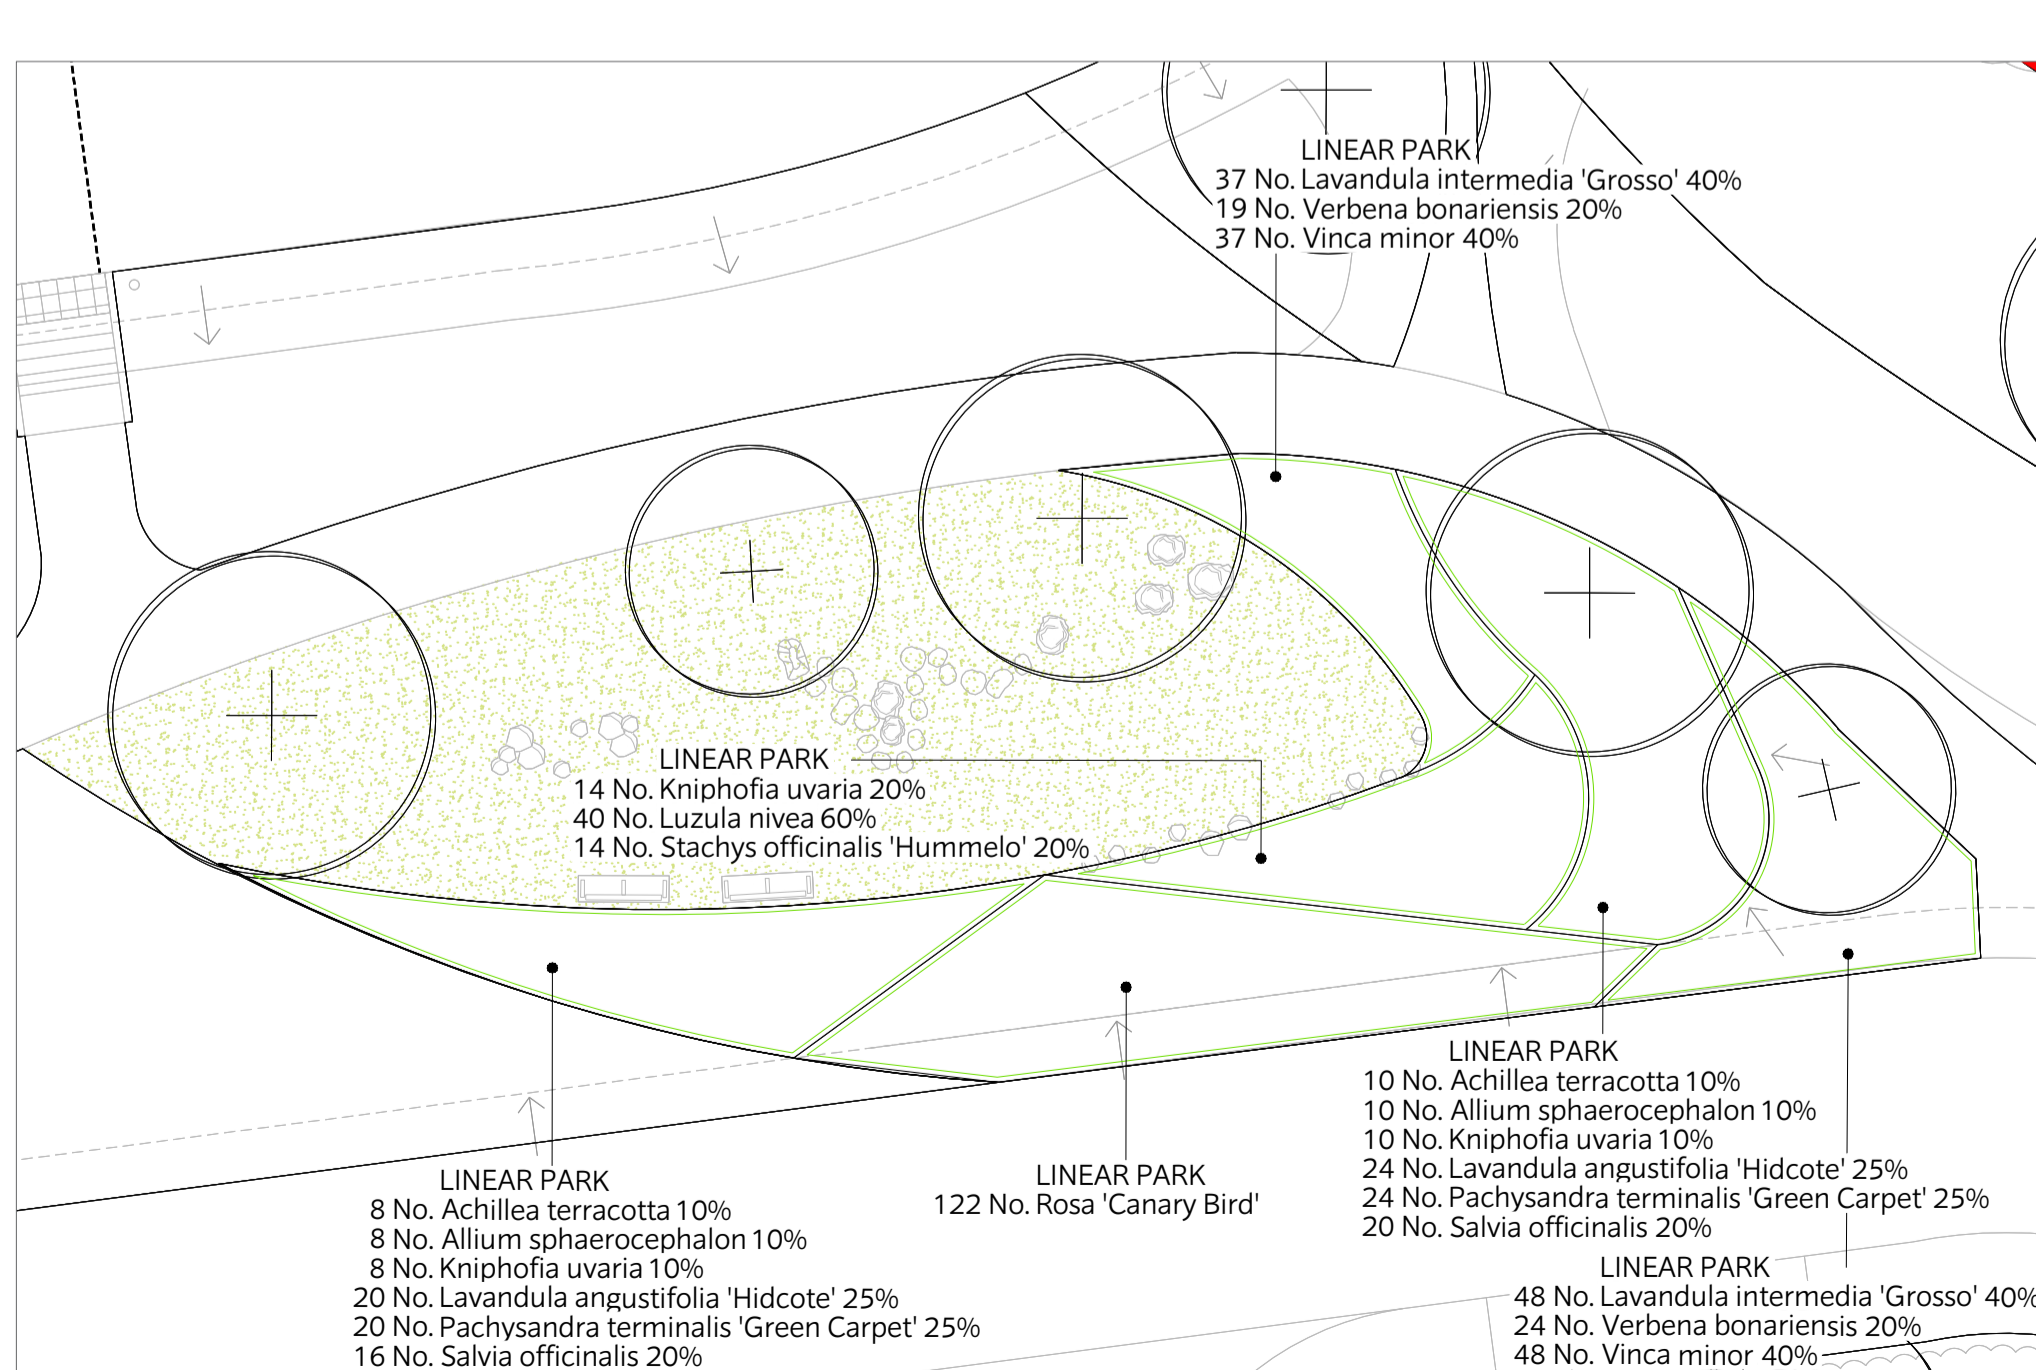 LINEAR PARK
37 No. Lavandula intermedia 'Grosso' 40%
19 No. Verbena bonariensis 20%
37 No. Vinca minor 40%
LINEAR PARK
14 No. Kniphofia uvaria 20%
40 No. Luzula nivea 60%
14 No. Stachys officinalis 'Hummelo' 20%
LINEAR PARK
10 No. Achillea terracotta 10%
10 No. Allium sphaerocephalon 10%
10 No. Kniphofia uvaria 10%
24 No. Lavandula angustifolia 'Hidcote' 25%
24 No. Pachysandra terminalis 'Green Carpet' 25%
20 No. Salvia officinalis 20%
LINEAR PARK
122 No. Rosa 'Canary Bird'
LINEAR PARK
8 No. Achillea terracotta 10%
8 No. Allium sphaerocephalon 10%
8 No. Kniphofia uvaria 10%
20 No. Lavandula angustifolia 'Hidcote' 25%
20 No. Pachysandra terminalis 'Green Carpet' 25%
16 No. Salvia officinalis 20%
LINEAR PARK
48 No. Lavandula intermedia 'Grosso' 40%
24 No. Verbena bonariensis 20%
48 No. Vinca minor 40%